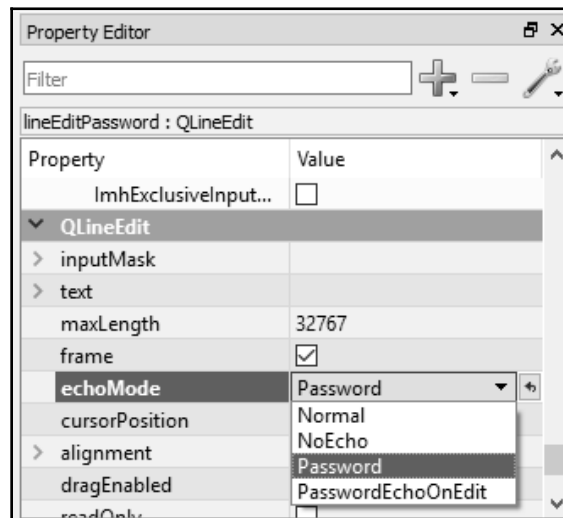 Property Editor
Filter
lineEditPassword : QLineEdit
Property Value
ImhExclusiveInput...
QLineEdit
inputMask
text
maxLength 32767
frame
echoMode Password
cursorPosition Normal
NoEcho
alignment Password
dragEnabled PasswordEchoOnEdit
readOnly